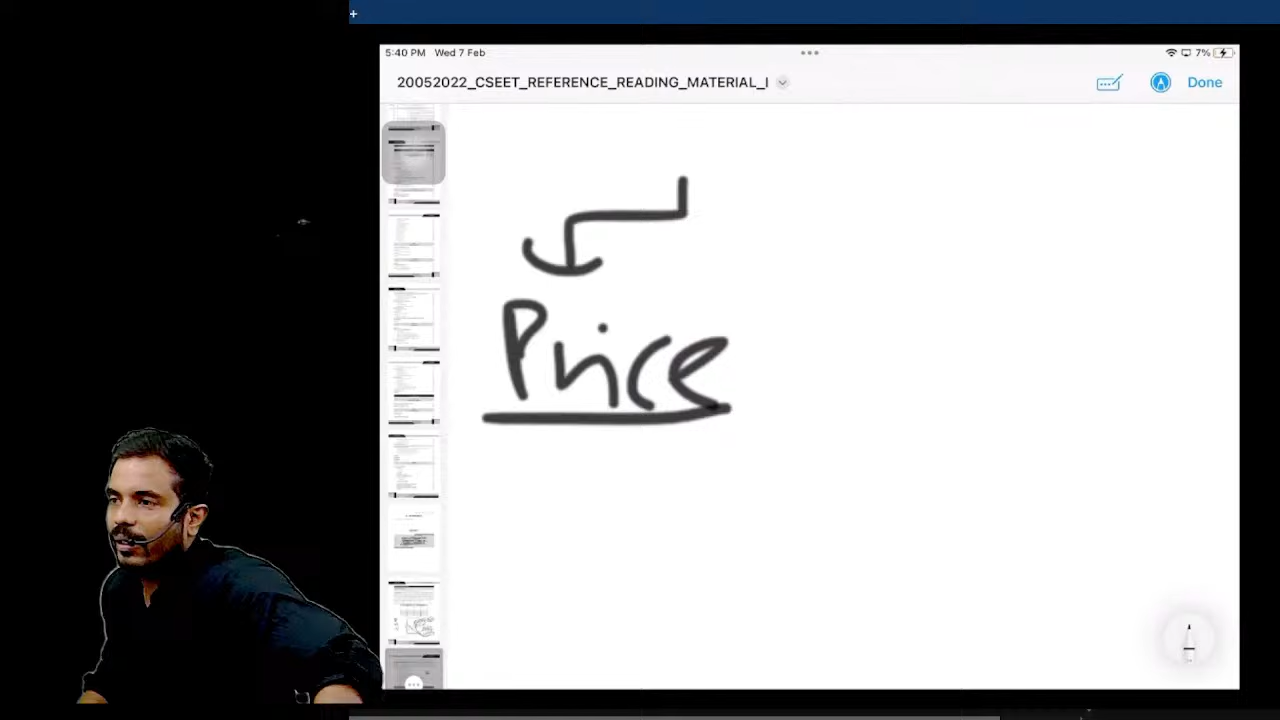 +
5:40 PM Wed 7 Feb
7%
20052022_CSEET_REFERENCE_READING_MATERIAL_I
Done
Price